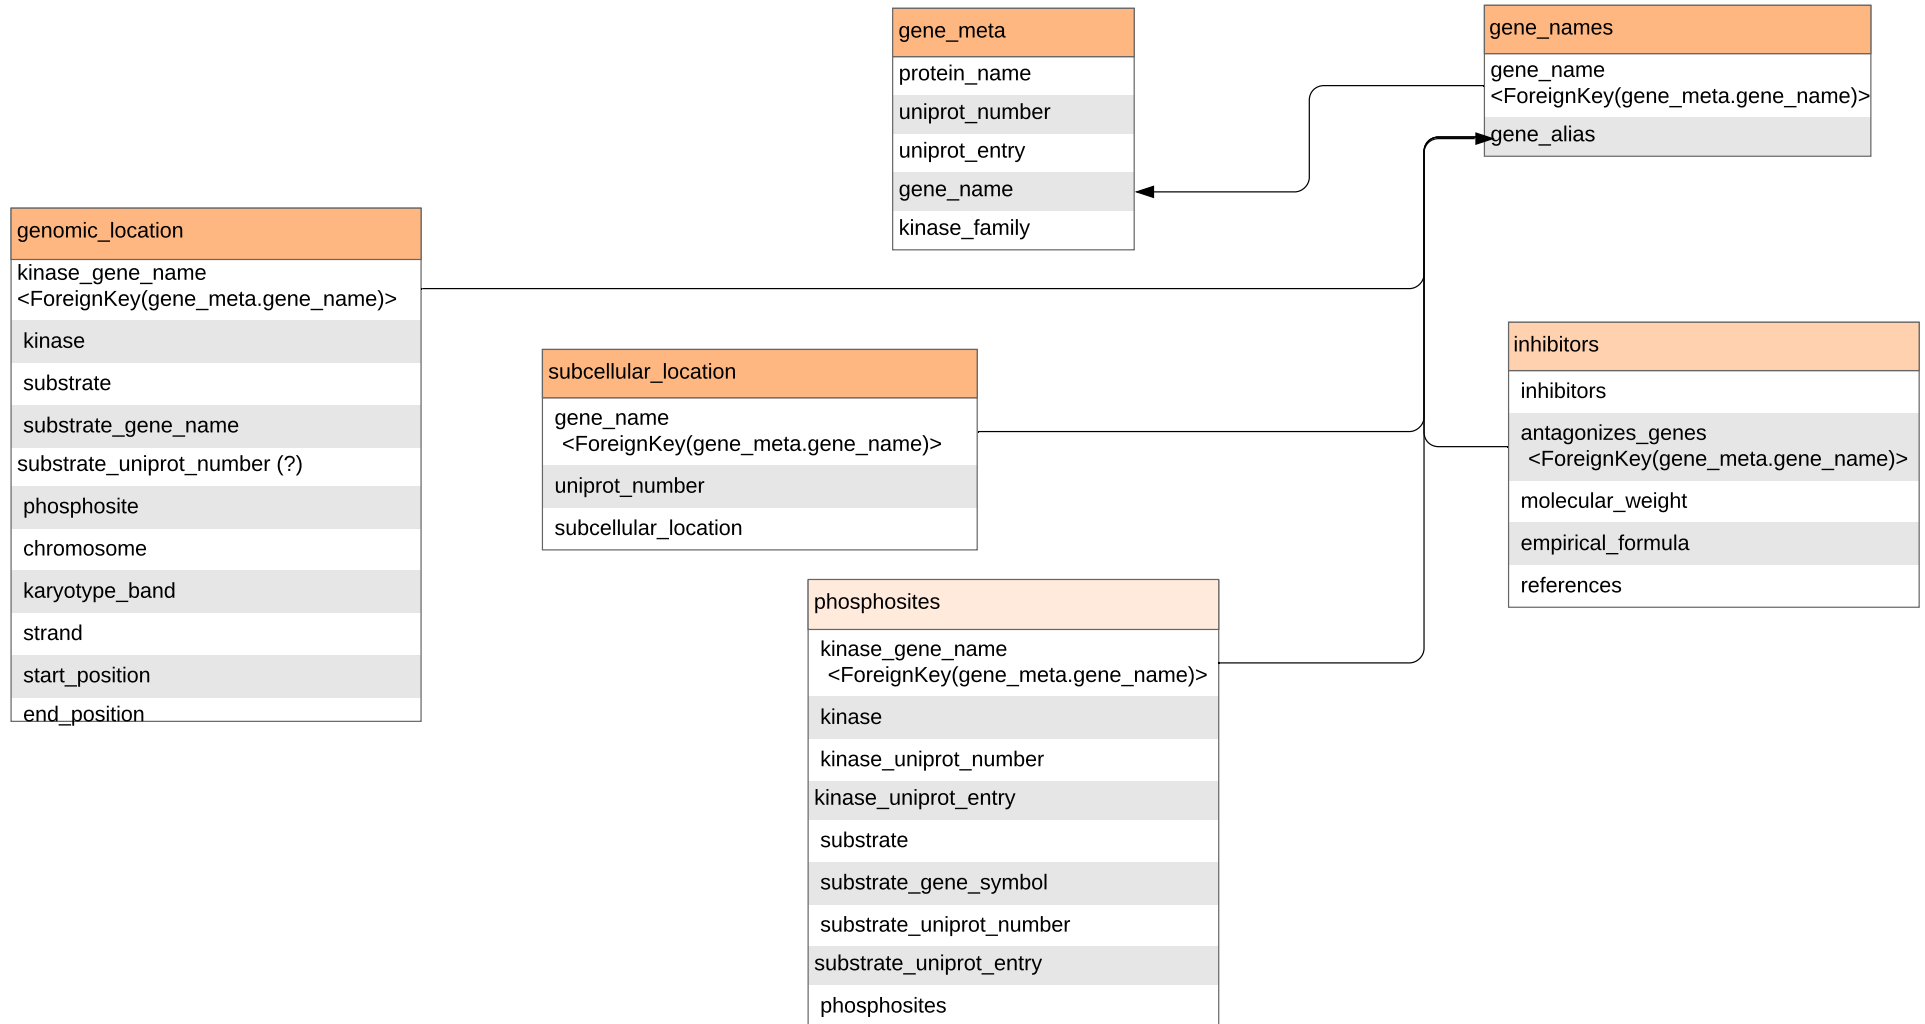 gene_meta
protein_name
uniprot_number
uniprot_entry
gene_name
kinase_family
gene_names
gene_name
<ForeignKey(gene_meta.gene_name)>
gene_alias
genomic_location
kinase_gene_name
<ForeignKey(gene_meta.gene_name)>
kinase
substrate
substrate_gene_name
substrate_uniprot_number (?)
phosphosite
chromosome
karyotype_band
strand
start_position
end_position
subcellular_location
gene_name
<ForeignKey(gene_meta.gene_name)>
uniprot_number
subcellular_location
inhibitors
inhibitors
antagonizes_genes
<ForeignKey(gene_meta.gene_name)>
molecular_weight
empirical_formula
references
phosphosites
kinase_gene_name
<ForeignKey(gene_meta.gene_name)>
kinase
kinase_uniprot_number
kinase_uniprot_entry
substrate
substrate_gene_symbol
substrate_uniprot_number
substrate_uniprot_entry
phosphosites